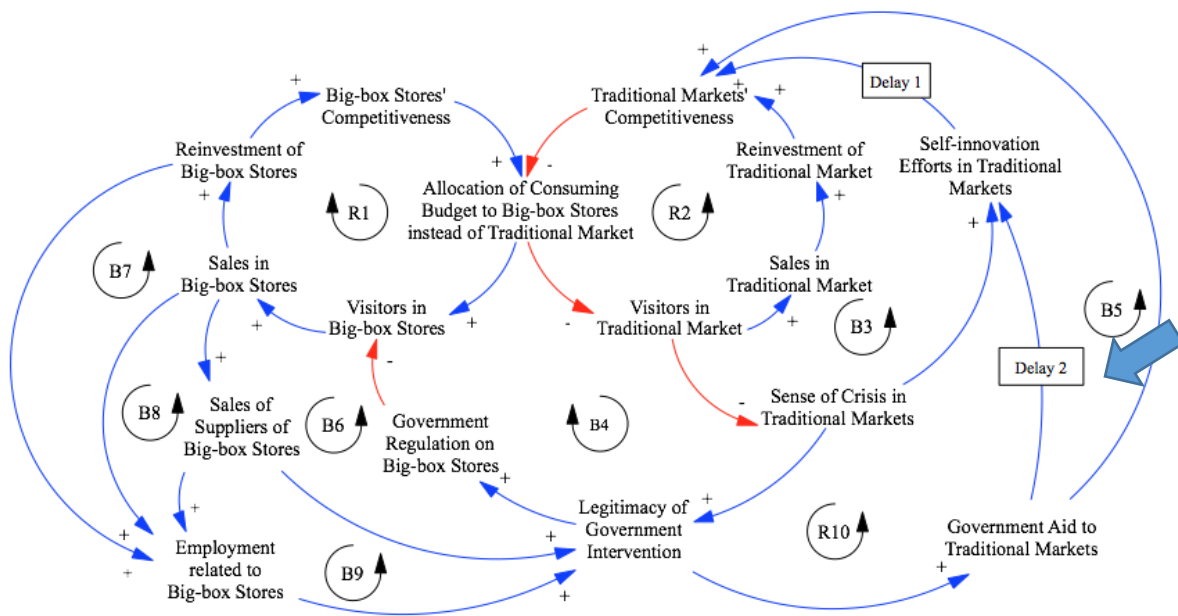 Big-box Stores'
Competitiveness
Traditional Markets'
Competitiveness
Delay 1
Reinvestment of
Big-box Stores
Reinvestment of
Traditional Market
Self-innovation
Efforts in Traditional
Markets
Allocation of Consuming
Budget to Big-box Stores
instead of Traditional Market
R1
R2
B7
Sales in
Big-box Stores
Sales in
Traditional Market
Visitors in
Big-box Stores
Visitors in
Traditional Market
B3
B5
Delay 2
B8
Sales of
Suppliers of
Big-box Stores
B6
Government
Regulation on
Big-box Stores
B4
Sense of Crisis in
Traditional Markets
Legitimacy of
Government
Intervention
R10
Government Aid to
Traditional Markets
Employment
related to
Big-box Stores
B9
+
+
+
+
+
+
-
+
+
+
-
+
+
+
+
-
+
-
+
+
+
+
+
+
+
+
+